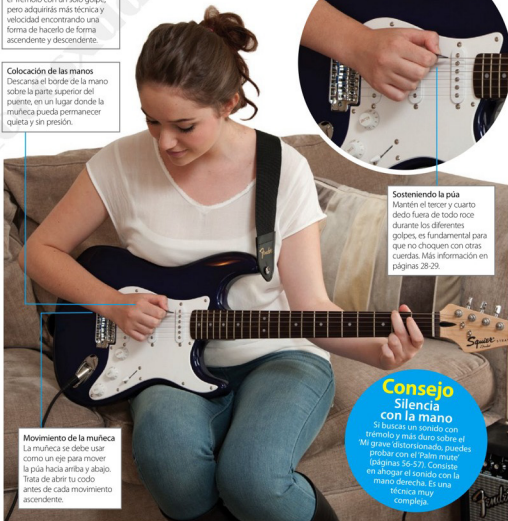 el tremolo con un solo golpe,
pero adquirirás más técnica y
velocidad encontrando una
forma de hacerlo de forma
ascendente y descendente.
Colocación de las manos
Descansa el borde de la mano
sobre la parte superior del
puente, en un lugar donde la
muñeca pueda permanecer
quieta y sin presión.
Sosteniendo la púa
Mantén el tercer y cuarto
dedo fuera de todo roce
durante los diferentes
golpes, es fundamental para
que no choquen con otras
cuerdas. Más información en
páginas 28-29.
Fender
Squier
Movimiento de la muñeca
La muñeca se debe usar
como un eje para mover
la púa hacia arriba y abajo.
Trata de abrir tu codo
antes de cada movimiento
ascendente.
Consejo
Silencia
con la mano
Si buscas un sonido con
trémolo y más duro sobre el
'Mi grave' distorsionado, puedes
probar con el 'Palm mute'
(páginas 56-57). Consiste
en ahogar el sonido con la
mano derecha. Es una
técnica muy
compleja.
Fender